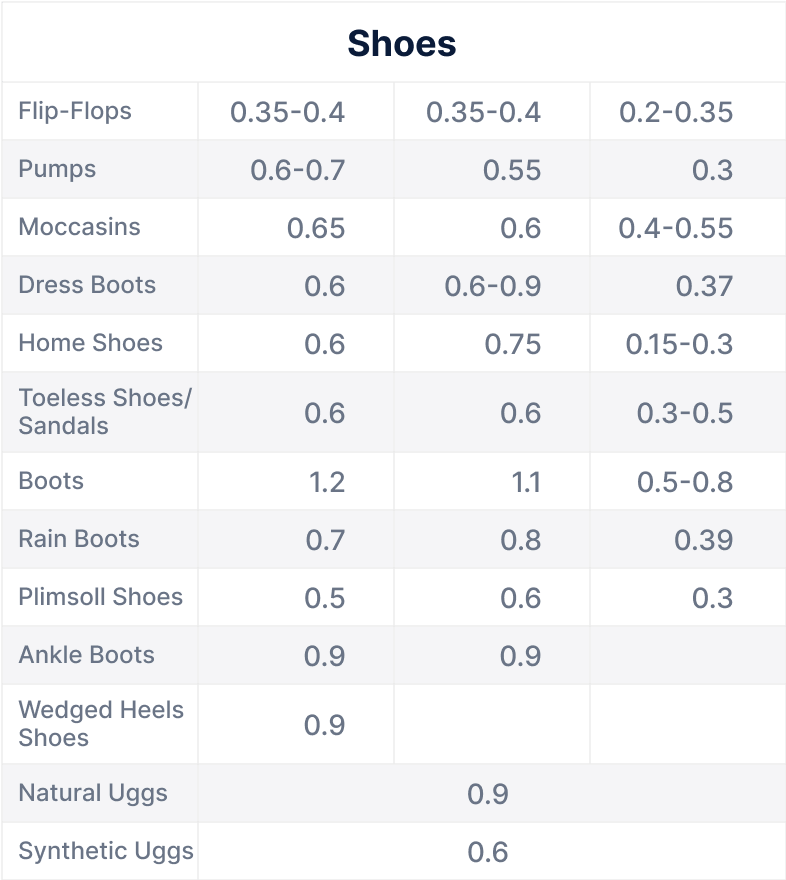 Shoes
Flip-Flops 0.35-0.4 0.35-0.4 0.2-0.35
Pumps 0.6-0.7 0.55 0.3
Moccasins 0.65 0.6 0.4-0.55
Dress Boots 0.6 0.6-0.9 0.37
Home Shoes 0.6 0.75 0.15-0.3
Toeless Shoes/
Sandals 0.6 0.6 0.3-0.5
Boots 1.2 1.1 0.5-0.8
Rain Boots 0.7 0.8 0.39
Plimsoll Shoes 0.5 0.6 0.3
Ankle Boots 0.9 0.9
Wedged Heels
Shoes 0.9
Natural Uggs 0.9
Synthetic Uggs 0.6